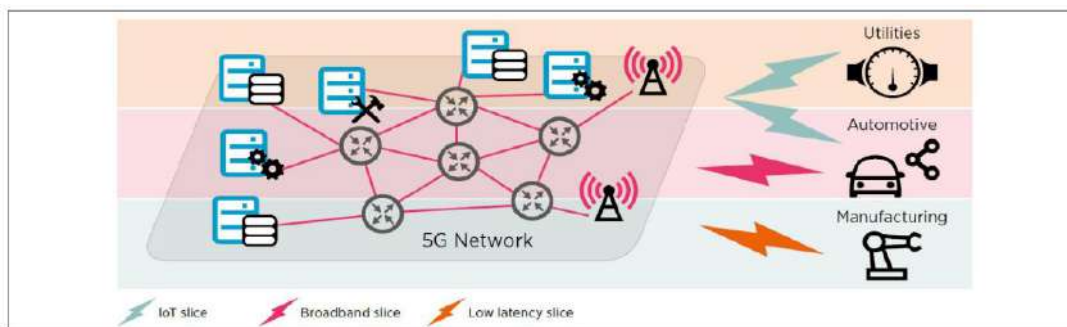 Utilities
Automotive
Manufacturing
5G Network
IoT slice Broadband slice Low latency slice